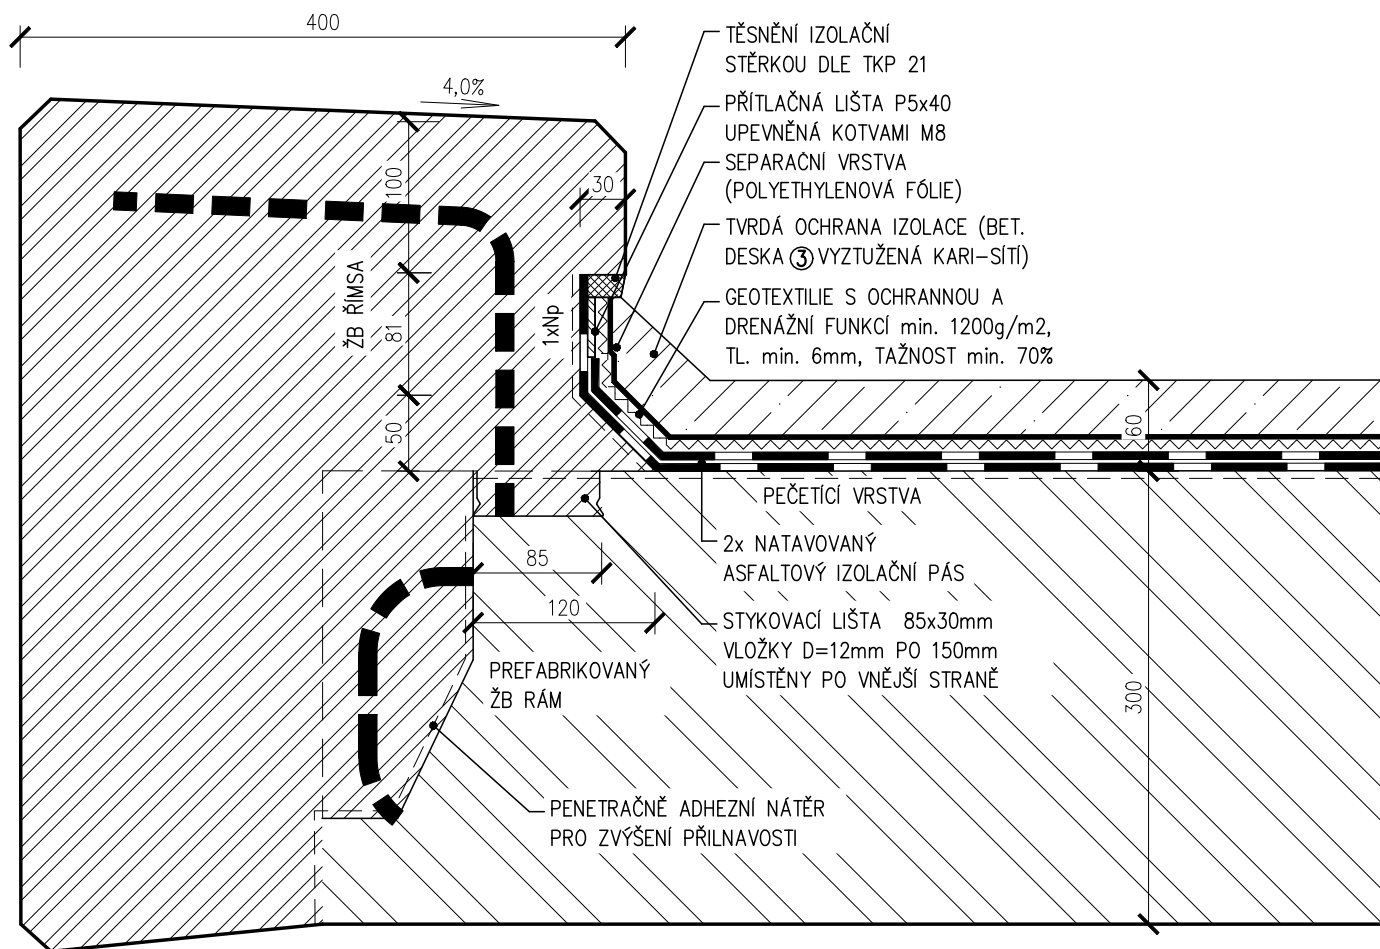 400
4,0%
TĚSNĚNÍ IZOLAČNÍ
STĚRKOU DLE TKP 21
PŘÍTLAČNÁ LIŠTA P5x40
UPEVNĚNÁ KOTVAMI M8
SEPARAČNÍ VRSTVA
(POLYETHYLENOVÁ FÓLIE)
TVRDÁ OCHRANA IZOLACE (BET.
DESKA 3 VYZTUŽENÁ KARI-SÍTÍ)
GEOTEXTILIE S OCHRANNOU A
DRENÁŽNÍ FUNKCÍ min. 1200g/m2,
TL. min. 6mm, TAŽNOST min. 70%
100
30
ŽB ŘÍMSA
81
1xNp
50
60
PEČETÍCÍ VRSTVA
2x NATAVOVANÝ
ASFALTOVÝ IZOLAČNÍ PÁS
85
120
STYKOVACÍ LIŠTA 85x30mm
VLOŽKY D=12mm PO 150mm
UMÍSTĚNY PO VNĚJŠÍ STRANĚ
PREFABRIKOVANÝ
ŽB RÁM
300
PENETRAČNĚ ADHEZNÍ NÁTĚR
PRO ZVÝŠENÍ PŘILNAVOSTI